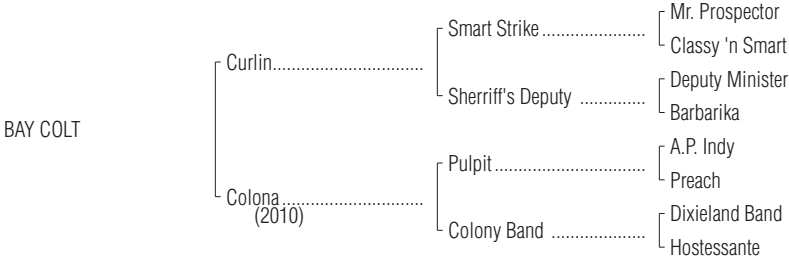 Mr. Prospector
Smart Strike......................
Classy 'n Smart
Curlin...............................
Deputy Minister
Sherriff's Deputy ..............
Barbarika
BAY COLT
A.P. Indy
Pulpit................................
Preach
Colona.............................
(2010)
Dixieland Band
Colony Band ....................
Hostessante